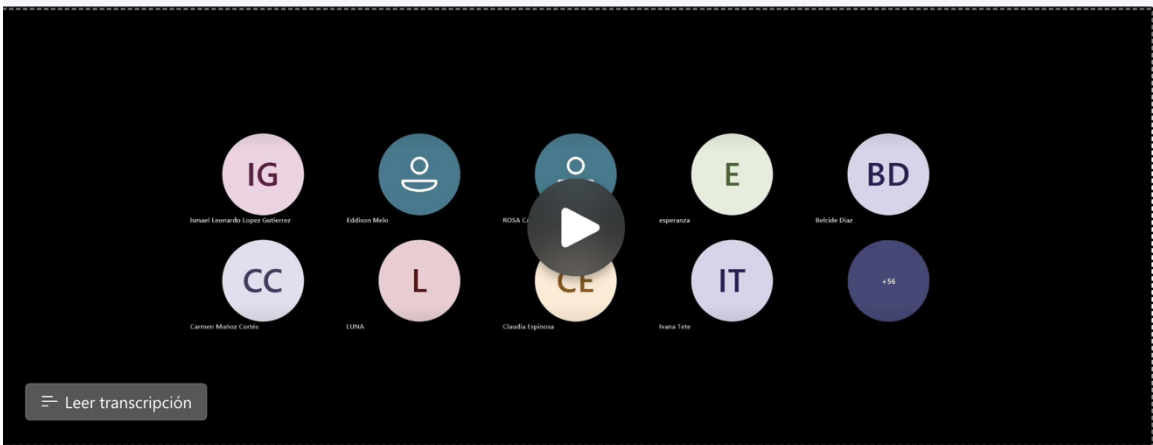 IG
E
BD
Ismael Leonardo Lopez Gutierrez
Eddison Melo
ROSA
esperanza
Belcide Diaz
CC
L
CE
IT
+56
Carmen Muñoz Cortés
LUNA
Claudia Espinosa
Ivana Tete
Leer transcripción